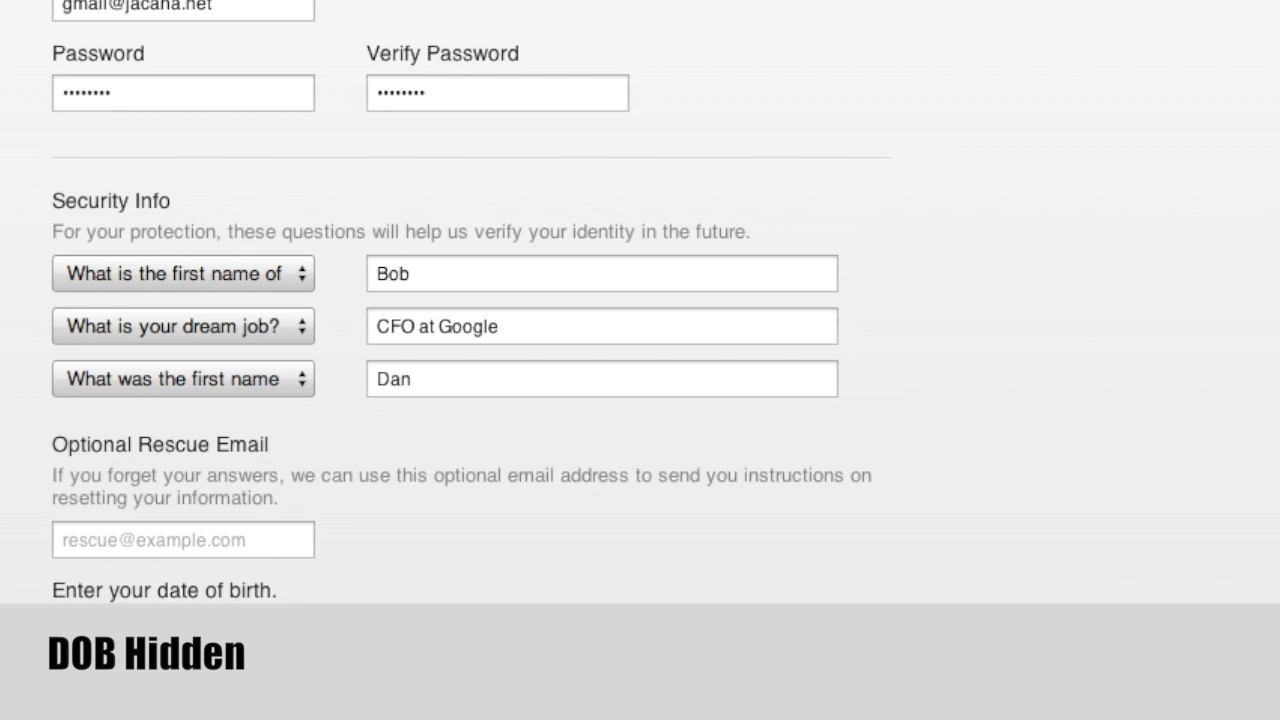 gmail@jacana.net
Password Verify Password
•••••••• ••••••••
Security Info
For your protection, these questions will help us verify your identity in the future.
What is the first name of Bob
What is your dream job? CFO at Google
What was the first name Dan
Optional Rescue Email
If you forget your answers, we can use this optional email address to send you instructions on
resetting your information.
rescue@example.com
Enter your date of birth.
DOB Hidden